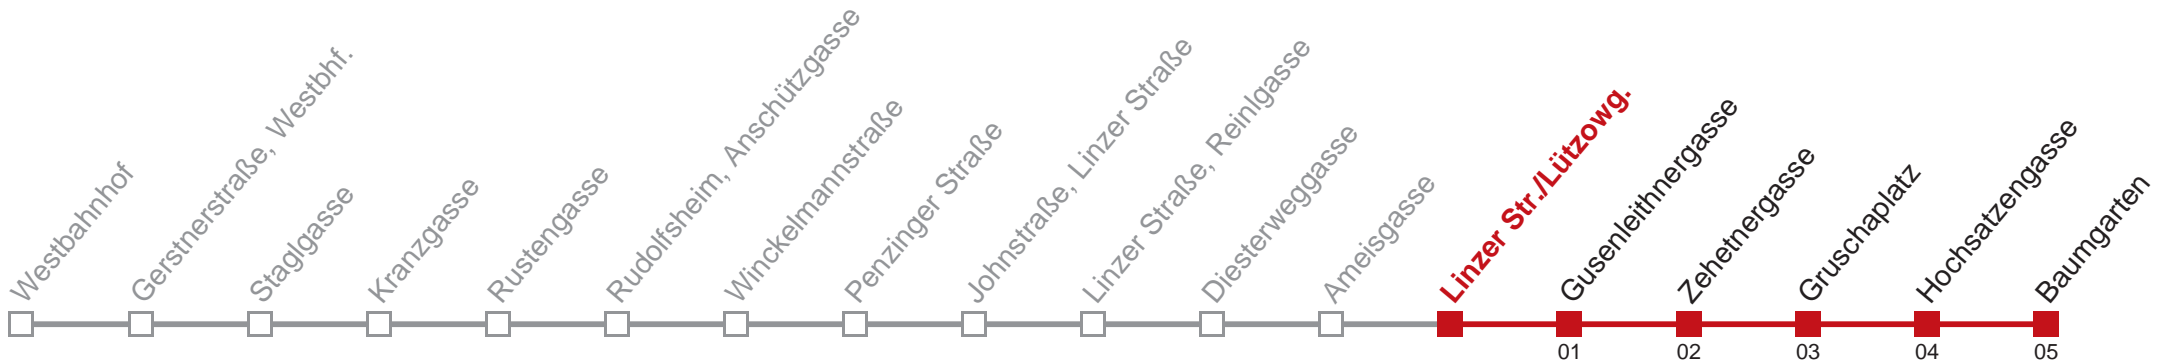 Westbahnhof
Gerstnerstraße, Westbhf.
Staglgasse
Kranzgasse
Rustengasse
Rudolfsheim, Anschützgasse
Winckelmannstraße
Penzinger Straße
Johnstraße, Linzer Straße
Linzer Straße, Reinlgasse
Diesterweggasse
Ameisgasse
Linzer Str./Lützowg.
Gusenleithnergasse
Zehetnergasse
Gruschaplatz
Hochsatzengasse
Baumgarten
01 02 03 04 05